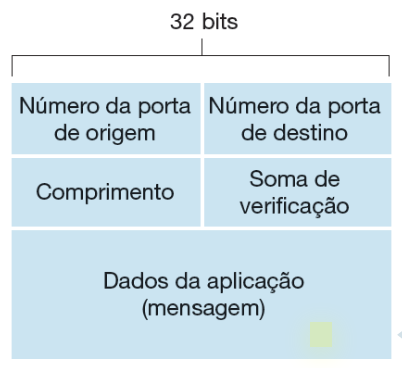 32 bits
Número da porta
de origem
Número da porta
de destino
Comprimento
Soma de
verificação
Dados da aplicação
(mensagem)